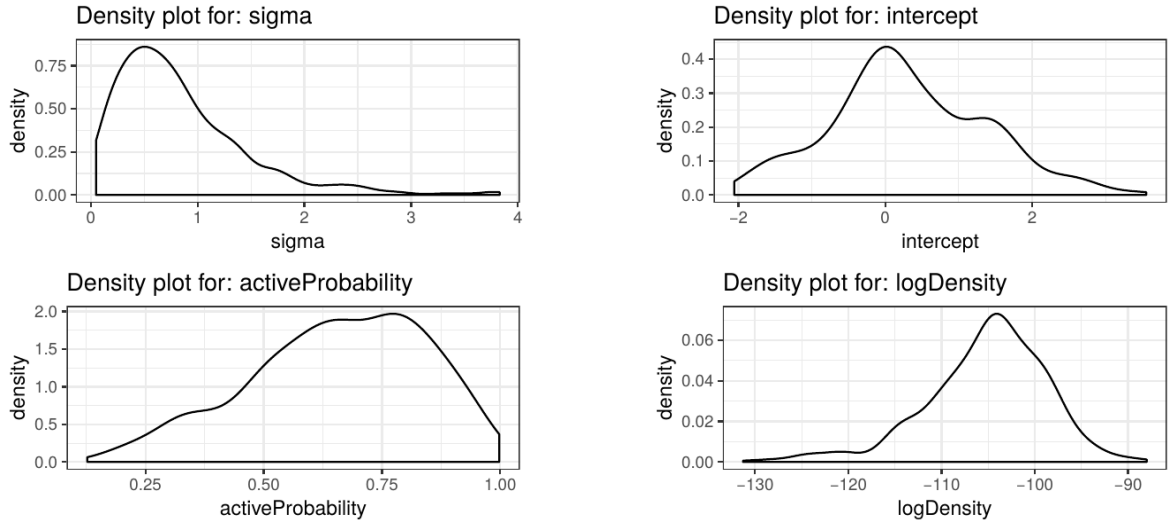 Density plot for: sigma
density
0.75
0.50
0.25
0.00
0 1 2 3 4
sigma
Density plot for: intercept
density
0.4
0.3
0.2
0.1
0.0
−2 0 2
intercept
Density plot for: activeProbability
density
2.0
1.5
1.0
0.5
0.0
0.25 0.50 0.75 1.00
activeProbability
Density plot for: logDensity
density
0.06
0.04
0.02
0.00
−130 −120 −110 −100 −90
logDensity